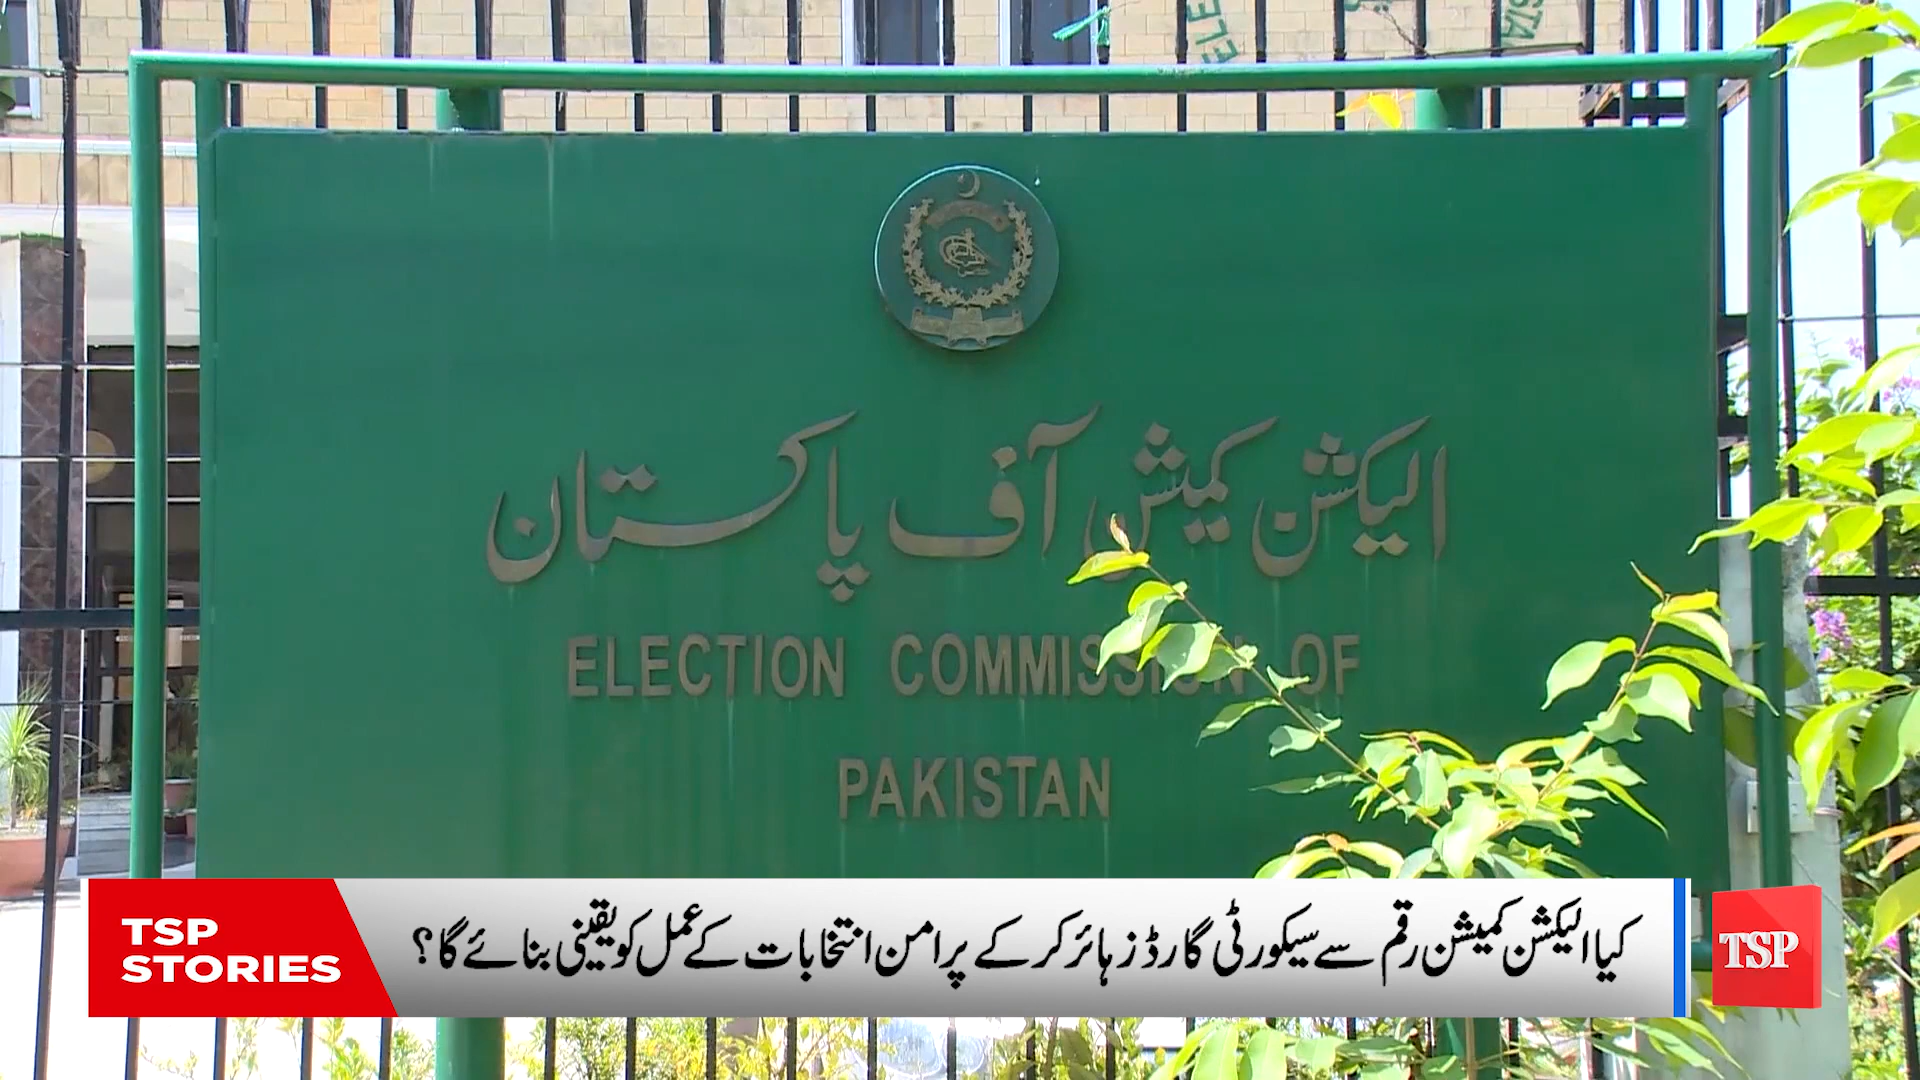 الیکشن کمیشن آف پاکستان
ELECTION COMMISSION OF
PAKISTAN
TSP
STORIES
کیا الیکشن کمیشن رقم سے سیکورٹی گارڈز ہائر کر کے پرامن انتخابات کے عمل کو یقینی بنائے گا؟
TSP